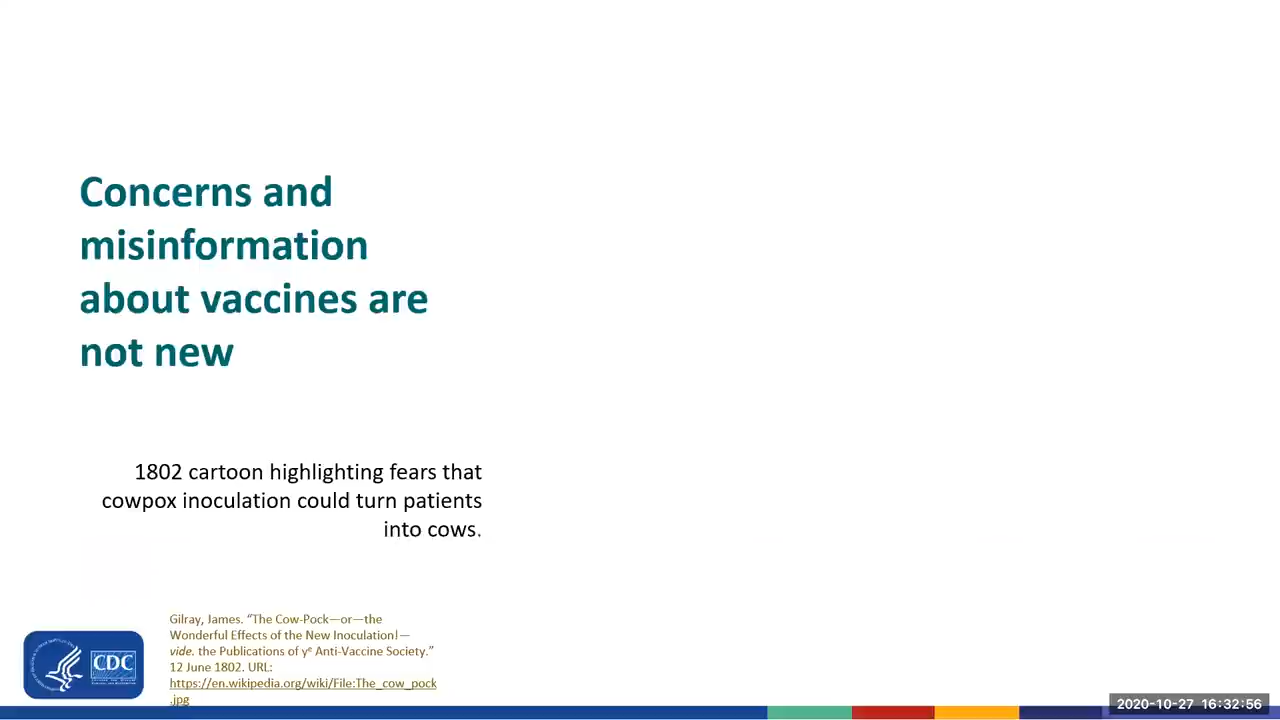 Concerns and
misinformation
about vaccines are
not new
1802 cartoon highlighting fears that
cowpox inoculation could turn patients
into cows.
Gilray, James. “The Cow-Pock—or—the
Wonderful Effects of the New Inoculation!—
vide. the Publications of yᵉ Anti-Vaccine Society.”
12 June 1802. URL:
https://en.wikipedia.org/wiki/File:The_cow_pock
.jpg
CDC
2020-10-27 16:32:56